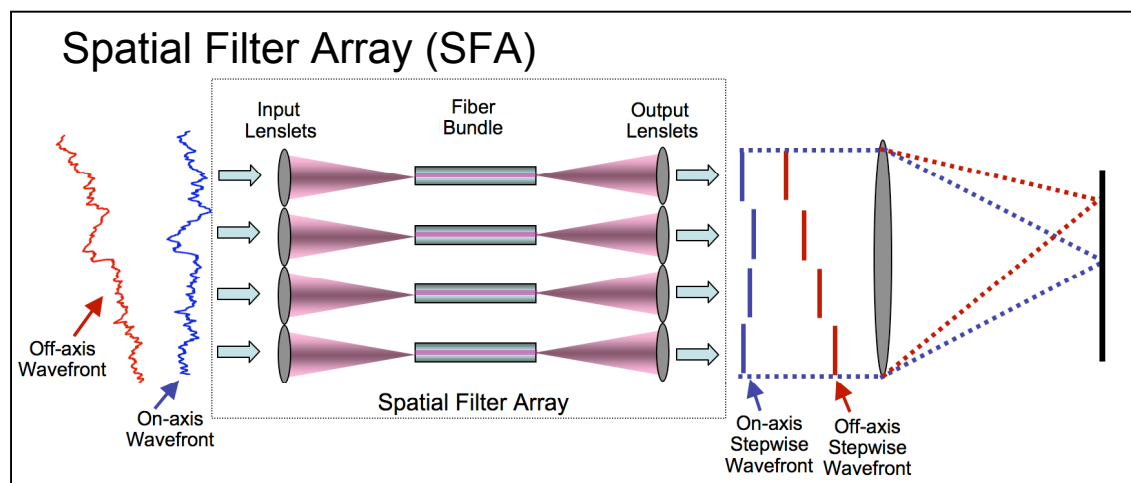 Spatial Filter Array (SFA)
Input
Lenslets
Fiber
Bundle
Output
Lenslets
Off-axis
Wavefront
On-axis
Wavefront
Spatial Filter Array
On-axis
Stepwise
Wavefront
Off-axis
Stepwise
Wavefront